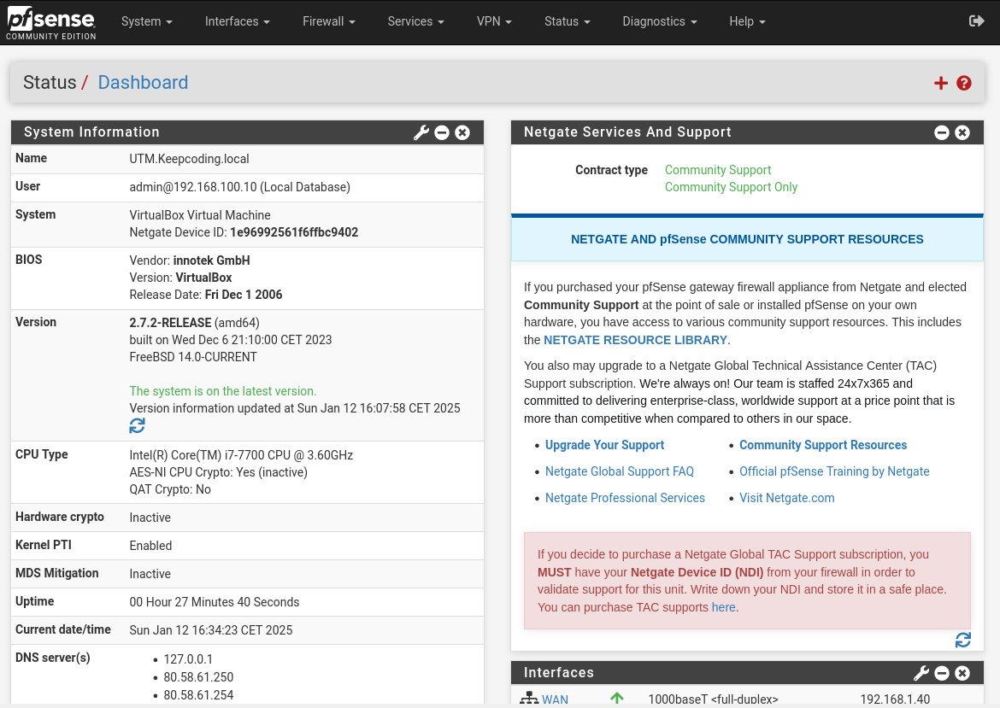 pfsense
COMMUNITY EDITION
System Interfaces Firewall Services VPN Status Diagnostics Help
Status / Dashboard
System Information
Name UTM.Keepcoding.local
User admin@192.168.100.10 (Local Database)
System VirtualBox Virtual Machine
Netgate Device ID: 1e96992561f6ffbc9402
BIOS Vendor: innotek GmbH
Version: VirtualBox
Release Date: Fri Dec 1 2006
Version 2.7.2-RELEASE (amd64)
built on Wed Dec 6 21:10:00 CET 2023
FreeBSD 14.0-CURRENT
The system is on the latest version.
Version information updated at Sun Jan 12 16:07:58 CET 2025
CPU Type Intel(R) Core(TM) i7-7700 CPU @ 3.60GHz
AES-NI CPU Crypto: Yes (inactive)
QAT Crypto: No
Hardware crypto Inactive
Kernel PTI Enabled
MDS Mitigation Inactive
Uptime 00 Hour 27 Minutes 40 Seconds
Current date/time Sun Jan 12 16:34:23 CET 2025
DNS server(s) • 127.0.0.1
• 80.58.61.250
• 80.58.61.254
Netgate Services And Support
Contract type Community Support
Community Support Only
NETGATE AND pfSense COMMUNITY SUPPORT RESOURCES
If you purchased your pfSense gateway firewall appliance from Netgate and elected
Community Support at the point of sale or installed pfSense on your own
hardware, you have access to various community support resources. This includes
the NETGATE RESOURCE LIBRARY.
You also may upgrade to a Netgate Global Technical Assistance Center (TAC)
Support subscription. We're always on! Our team is staffed 24x7x365 and
committed to delivering enterprise-class, worldwide support at a price point that is
more than competitive when compared to others in our space.
• Upgrade Your Support • Community Support Resources
• Netgate Global Support FAQ • Official pfSense Training by Netgate
• Netgate Professional Services • Visit Netgate.com
If you decide to purchase a Netgate Global TAC Support subscription, you
MUST have your Netgate Device ID (NDI) from your firewall in order to
validate support for this unit. Write down your NDI and store it in a safe place.
You can purchase TAC supports here.
Interfaces
WAN 1000baseT <full-duplex> 192.168.1.40